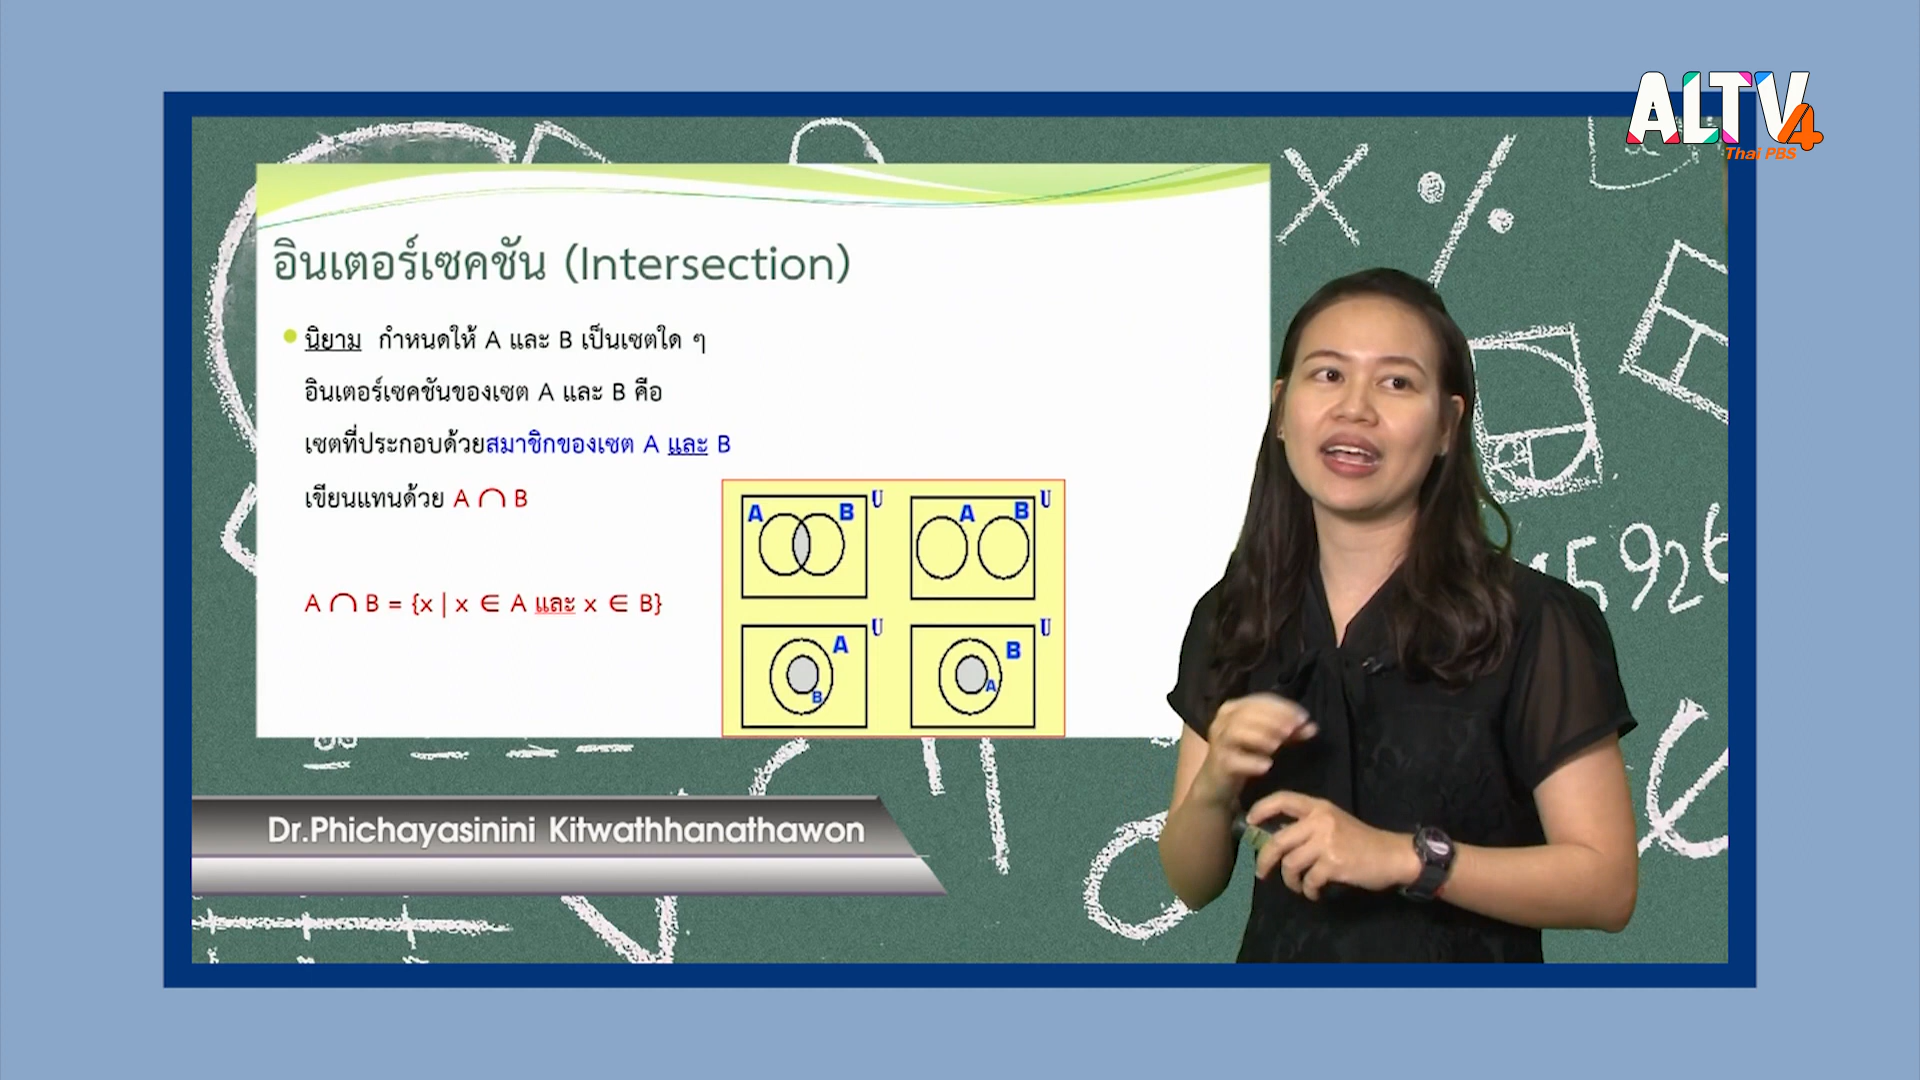 ALTV4
Thai PBS
อินเตอร์เซคชัน (Intersection)
นิยาม กำหนดให้ A และ B เป็นเซตใด ๆ
อินเตอร์เซคชันของเซต A และ B คือ
เซตที่ประกอบด้วยสมาชิกของเซต A และ B
เขียนแทนด้วย A ∩ B
A ∩ B = {x | x ∈ A และ x ∈ B}
A B U
A B U
A B U
B A U
Dr.Phichayasinini Kitwathhanathawon